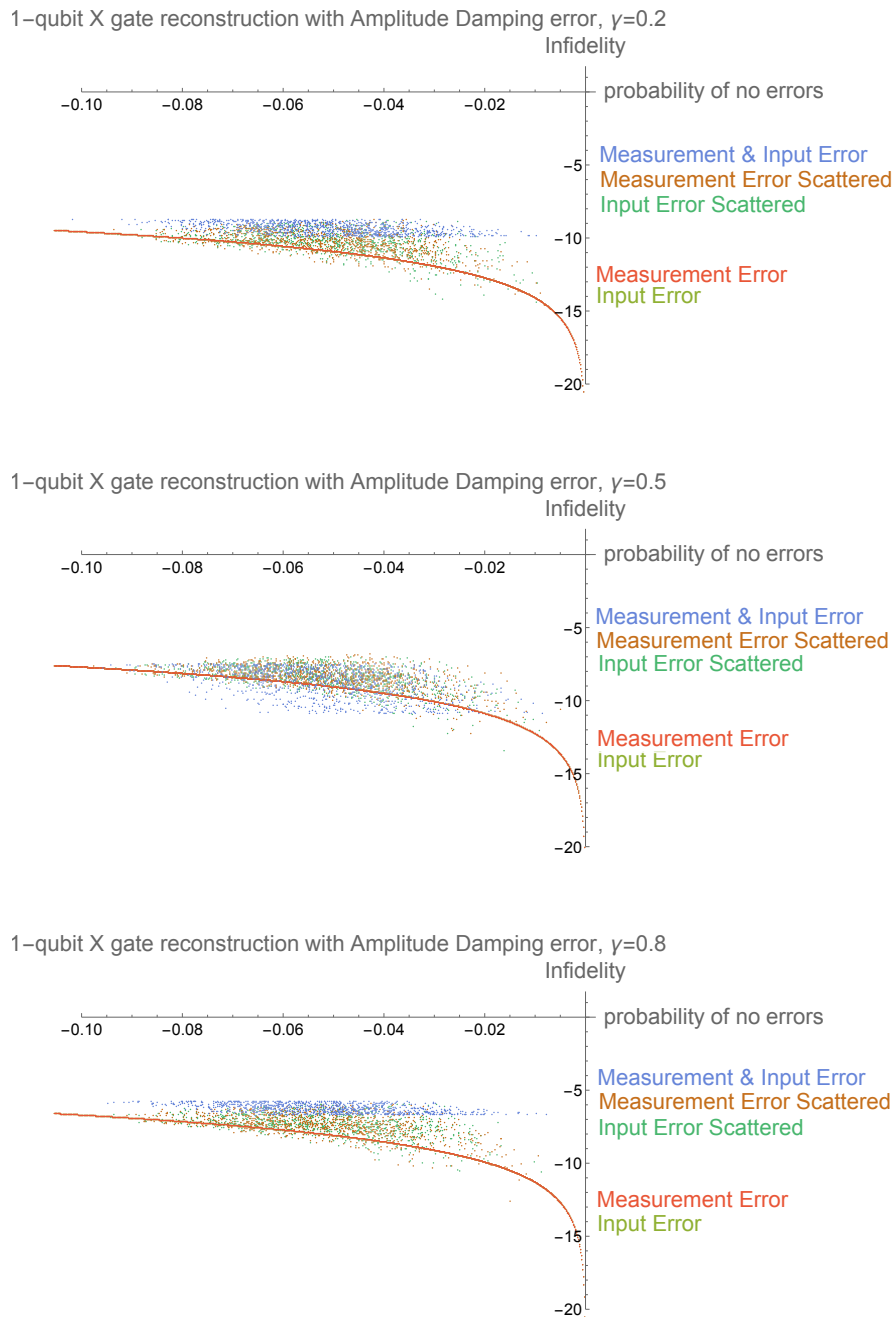 1−qubit X gate reconstruction with Amplitude Damping error, γ=0.2
Infidelity
probability of no errors
−0.10 −0.08 −0.06 −0.04 −0.02
−5
Measurement & Input Error
Measurement Error Scattered
Input Error Scattered
−10
Measurement Error
Input Error
−15
−20
1−qubit X gate reconstruction with Amplitude Damping error, γ=0.5
Infidelity
probability of no errors
−0.10 −0.08 −0.06 −0.04 −0.02
Measurement & Input Error
−5
Measurement Error Scattered
Input Error Scattered
−10
Measurement Error
Input Error
−15
−20
1−qubit X gate reconstruction with Amplitude Damping error, γ=0.8
Infidelity
probability of no errors
−0.10 −0.08 −0.06 −0.04 −0.02
Measurement & Input Error
−5
Measurement Error Scattered
Input Error Scattered
−10
Measurement Error
Input Error
−15
−20